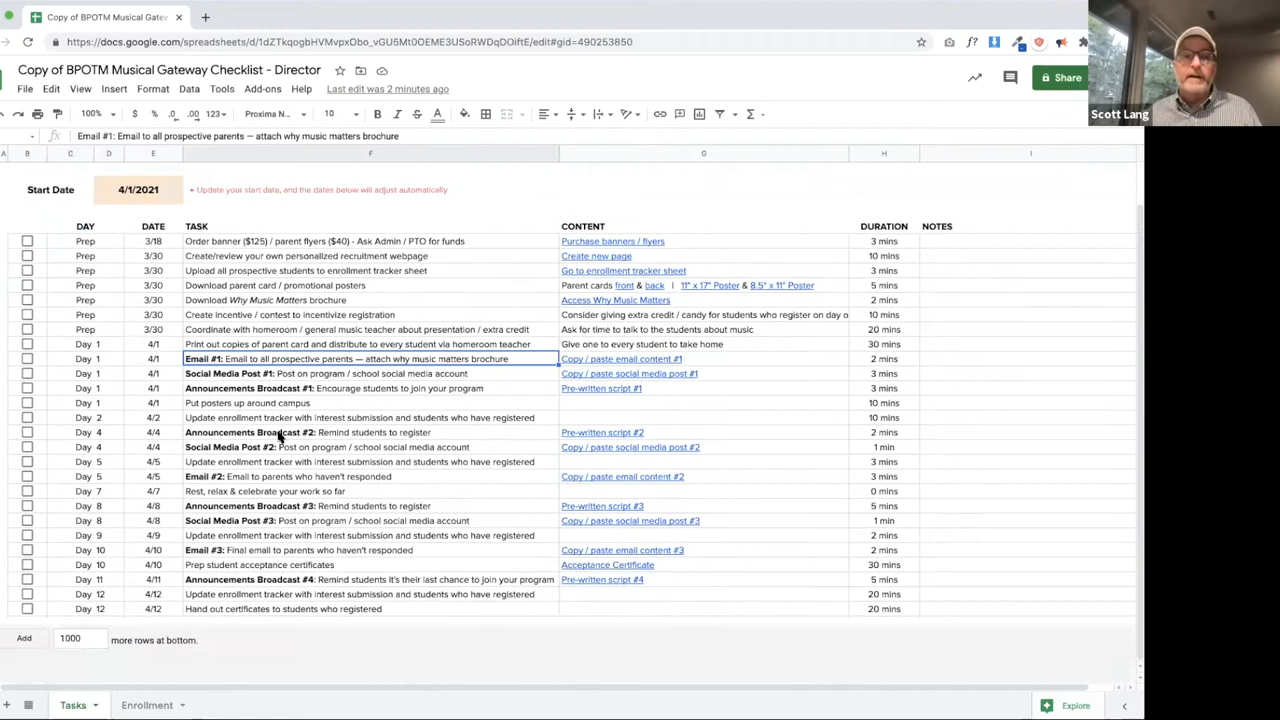 Copy of BPOTM Musical Gatew
https://docs.google.com/spreadsheets/d/1dZTkqogbHVMvpxObo_vGU5Mt0OEME3USoRWDqDOiftE/edit#gid=490253850
Copy of BPOTM Musical Gateway Checklist - Director
File Edit View Insert Format Data Tools Add-ons Help Last edit was 2 minutes ago
Share
Scott Lang
100% $ % .0 .00 123 Proxima N... 10 B I S A
fx Email #1: Email to all prospective parents — attach why music matters brochure
A B C D E F G H I
Start Date 4/1/2021 Update your start date, and the dates below will adjust automatically
DAY DATE TASK CONTENT DURATION NOTES
Prep 3/18 Order banner ($125) / parent flyers ($40) - Ask Admin / PTO for funds Purchase banners / flyers 3 mins
Prep 3/30 Create/review your own personalized recruitment webpage Create new page 10 mins
Prep 3/30 Upload all prospective students to enrollment tracker sheet Go to enrollment tracker sheet 3 mins
Prep 3/30 Download parent card / promotional posters Parent cards front & back | 11" x 17" Poster & 8.5" x 11" Poster 5 mins
Prep 3/30 Download Why Music Matters brochure Access Why Music Matters 2 mins
Prep 3/30 Create incentive / contest to incentivize registration Consider giving extra credit / candy for students who register on day o 10 mins
Prep 3/30 Coordinate with homeroom / general music teacher about presentation / extra credit Ask for time to talk to the students about music 20 mins
Day 1 4/1 Print out copies of parent card and distribute to every student via homeroom teacher Give one to every student to take home 30 mins
Day 1 4/1 Email #1: Email to all prospective parents — attach why music matters brochure Copy / paste email content #1 2 mins
Day 1 4/1 Social Media Post #1: Post on program / school social media account Copy / paste social media post #1 3 mins
Day 1 4/1 Announcements Broadcast #1: Encourage students to join your program Pre-written script #1 3 mins
Day 1 4/1 Put posters up around campus 10 mins
Day 2 4/2 Update enrollment tracker with interest submission and students who have registered 10 mins
Day 4 4/4 Announcements Broadcast #2: Remind students to register Pre-written script #2 2 mins
Day 4 4/4 Social Media Post #2: Post on program / school social media account Copy / paste social media post #2 1 min
Day 5 4/5 Update enrollment tracker with interest submission and students who have registered 3 mins
Day 5 4/5 Email #2: Email to parents who haven't responded Copy / paste email content #2 3 mins
Day 7 4/7 Rest, relax & celebrate your work so far 0 mins
Day 8 4/8 Announcements Broadcast #3: Remind students to register Pre-written script #3 5 mins
Day 8 4/8 Social Media Post #3: Post on program / school social media account Copy / paste social media post #3 1 min
Day 9 4/9 Update enrollment tracker with interest submission and students who have registered 2 mins
Day 10 4/10 Email #3: Final email to parents who haven't responded Copy / paste email content #3 2 mins
Day 10 4/10 Prep student acceptance certificates Acceptance Certificate 30 mins
Day 11 4/11 Announcements Broadcast #4: Remind students it's their last chance to join your program Pre-written script #4 5 mins
Day 12 4/12 Update enrollment tracker with interest submission and students who have registered 20 mins
Day 12 4/12 Hand out certificates to students who registered 20 mins
Add 1000 more rows at bottom.
Tasks Enrollment Explore